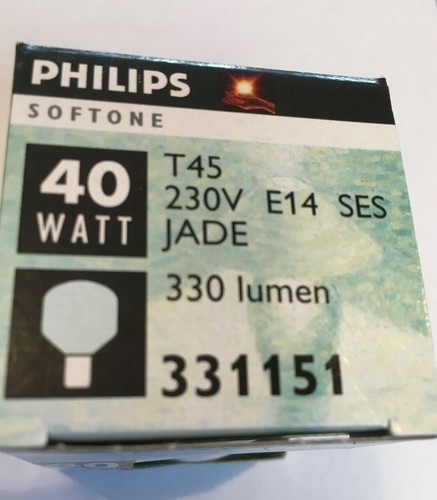 PHILIPS
SOFTONE
40
WATT
T45
230V E14 SES
JADE
330 lumen
331151